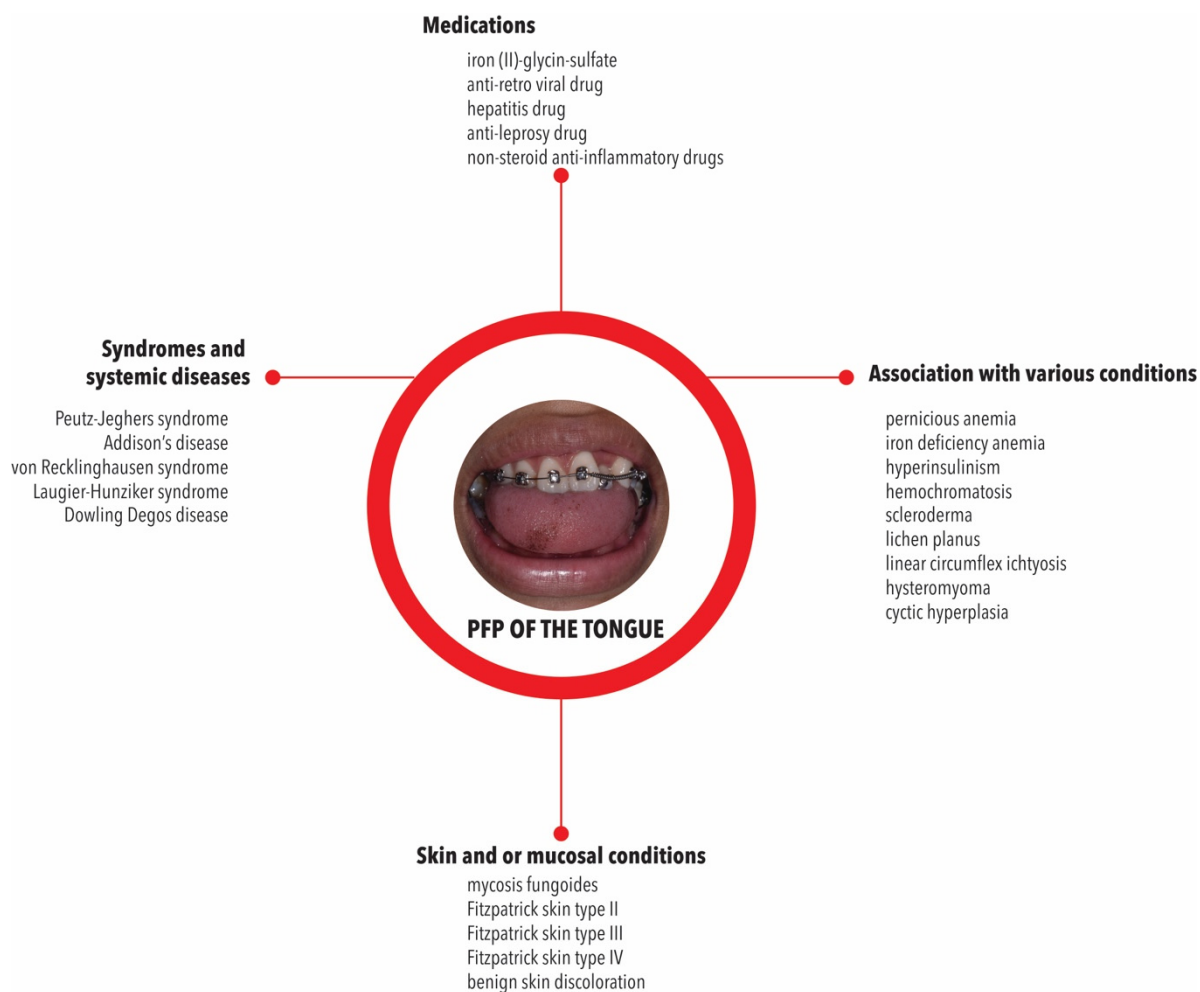 Medications
iron (II)-glycin-sulfate
anti-retro viral drug
hepatitis drug
anti-leprosy drug
non-steroid anti-inflammatory drugs
Syndromes and
systemic diseases
Peutz-Jeghers syndrome
Addison's disease
von Recklinghausen syndrome
Laugier-Hunziker syndrome
Dowling Degos disease
Association with various conditions
pernicious anemia
iron deficiency anemia
hyperinsulinism
hemochromatosis
scleroderma
lichen planus
linear circumflex ichtyosis
hysteromyoma
cyctic hyperplasia
PFP OF THE TONGUE
Skin and or mucosal conditions
mycosis fungoides
Fitzpatrick skin type II
Fitzpatrick skin type III
Fitzpatrick skin type IV
benign skin discoloration